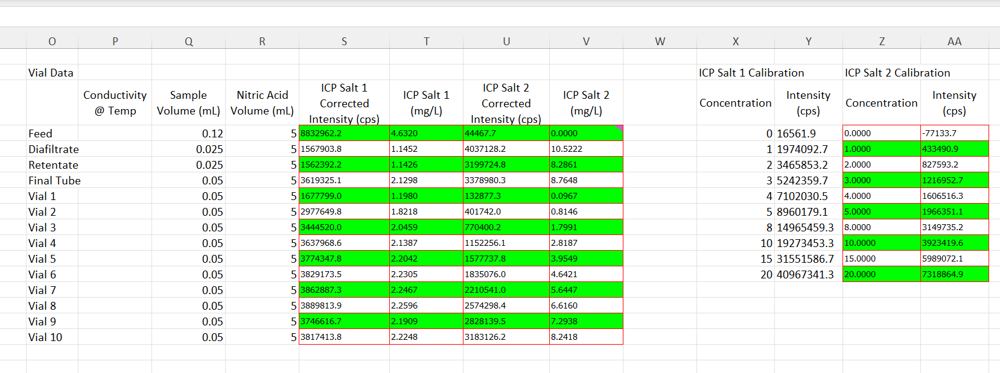 O P Q R S T U V W X Y Z AA
Vial Data ICP Salt 1 Calibration ICP Salt 2 Calibration
Conductivity @ Temp Sample Volume (mL) Nitric Acid Volume (mL) ICP Salt 1 Corrected Intensity (cps) ICP Salt 1 (mg/L) ICP Salt 2 Corrected Intensity (cps) ICP Salt 2 (mg/L) Concentration Intensity (cps) Concentration Intensity (cps)
Feed 0.12 5 8832962.2 4.6320 44467.7 0.0000 0 16561.9 0.0000 -77133.7
Diafiltrate 0.025 5 1567903.8 1.1452 4037128.2 10.5222 1 1974092.7 1.0000 433490.9
Retentate 0.025 5 1562392.2 1.1426 3199724.8 8.2861 2 3465853.2 2.0000 827593.2
Final Tube 0.05 5 3619325.1 2.1298 3378980.3 8.7648 3 5242359.7 3.0000 1216952.7
Vial 1 0.05 5 1677799.0 1.1980 132877.3 0.0967 4 7102030.5 4.0000 1606516.3
Vial 2 0.05 5 2977649.8 1.8218 401742.0 0.8146 5 8960179.1 5.0000 1966351.1
Vial 3 0.05 5 3444520.0 2.0459 770400.2 1.7991 8 14965459.3 8.0000 3149735.2
Vial 4 0.05 5 3637968.6 2.1387 1152256.1 2.8187 10 19273453.3 10.0000 3923419.6
Vial 5 0.05 5 3774347.8 2.2042 1577737.8 3.9549 15 31551586.7 15.0000 5989072.1
Vial 6 0.05 5 3829173.5 2.2305 1835076.0 4.6421 20 40967341.3 20.0000 7318864.9
Vial 7 0.05 5 3862887.3 2.2467 2210541.0 5.6447
Vial 8 0.05 5 3889813.9 2.2596 2574298.4 6.6160
Vial 9 0.05 5 3746616.7 2.1909 2828139.5 7.2938
Vial 10 0.05 5 3817413.8 2.2248 3183126.2 8.2418